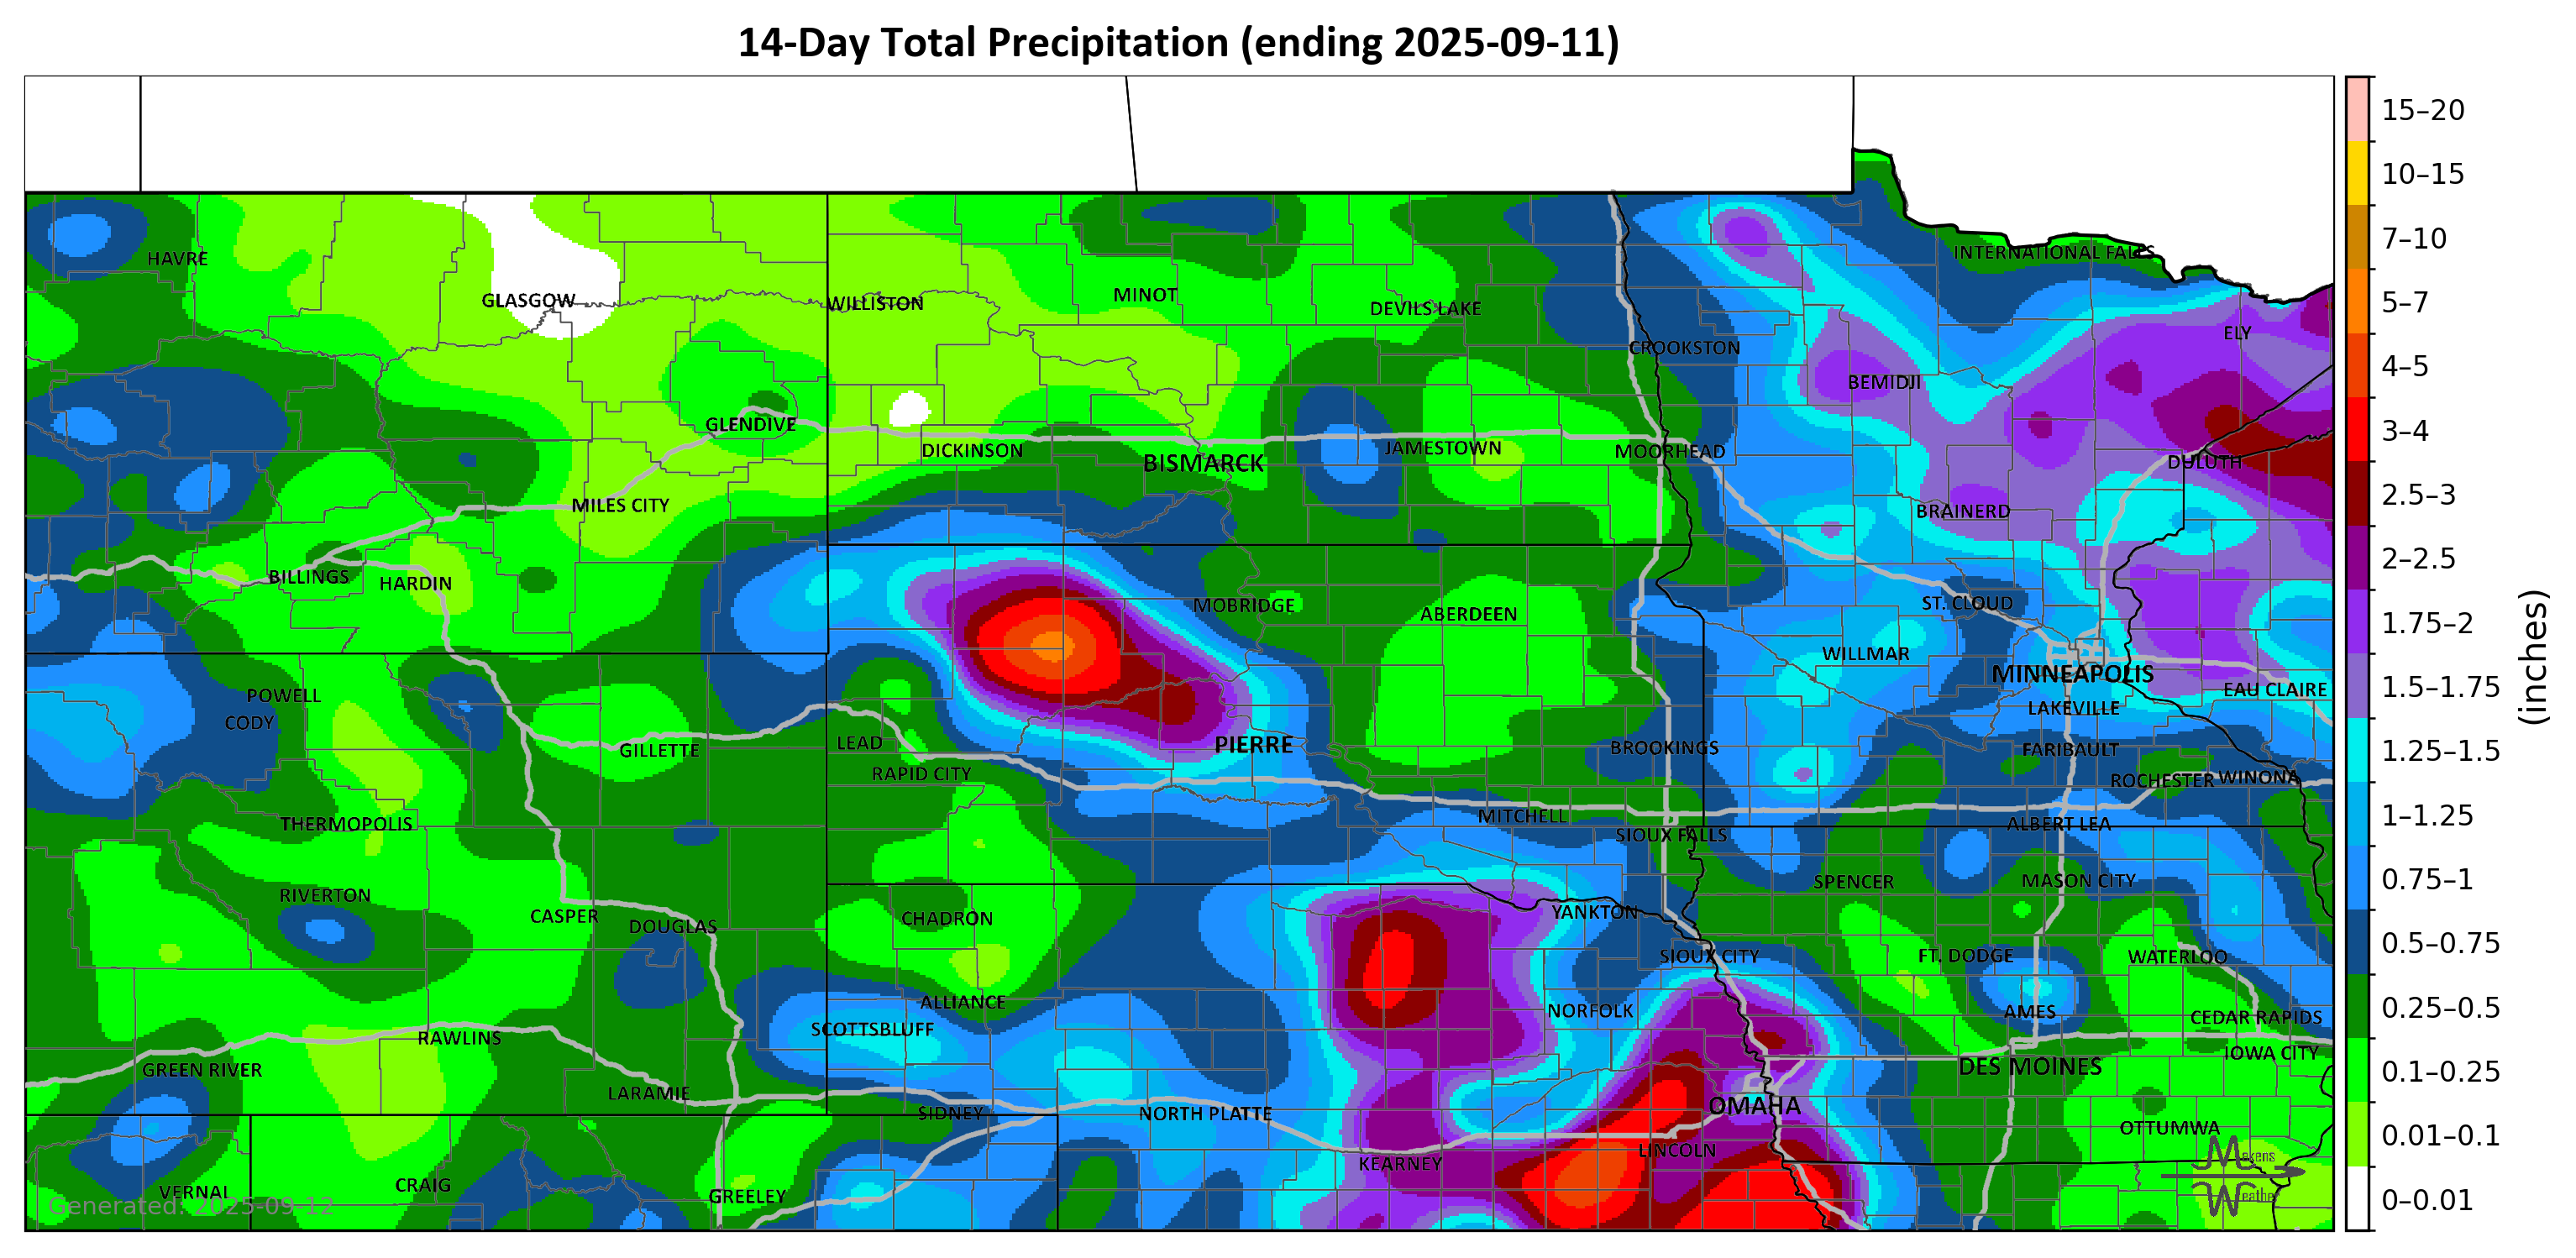 14-Day Total Precipitation (ending 2025-09-11)
15–20
10–15
7–10
5–7
4–5
3–4
2.5–3
2–2.5
1.75–2
1.5–1.75
1.25–1.5
1–1.25
0.75–1
0.5–0.75
0.25–0.5
0.1–0.25
0.01–0.1
0–0.01
(inches)
HAVRE
INTERNATIONAL FALLS
GLASGOW
WILLISTON
MINOT
DEVILS LAKE
ELY
CROOKSTON
BEMIDJI
GLENDIVE
DICKINSON
BISMARCK
JAMESTOWN
MOORHEAD
DULUTH
MILES CITY
BRAINERD
BILLINGS
HARDIN
MOBRIDGE
ABERDEEN
ST. CLOUD
WILLMAR
MINNEAPOLIS
EAU CLAIRE
POWELL
CODY
LAKEVILLE
GILLETTE
LEAD
PIERRE
BROOKINGS
FARIBAULT
RAPID CITY
ROCHESTER
WINONA
THERMOPOLIS
MITCHELL
SIOUX FALLS
ALBERT LEA
RIVERTON
SPENCER
MASON CITY
CASPER
DOUGLAS
CHADRON
YANKTON
SIOUX CITY
FT. DODGE
WATERLOO
ALLIANCE
NORFOLK
AMES
CEDAR RAPIDS
SCOTTSBLUFF
RAWLINS
GREEN RIVER
DES MOINES
IOWA CITY
LARAMIE
SIDNEY
NORTH PLATTE
OMAHA
OTTUMWA
KEARNEY
LINCOLN
VERNAL
CRAIG
GREELEY
Generated: 2025-09-12
Makens
Weather